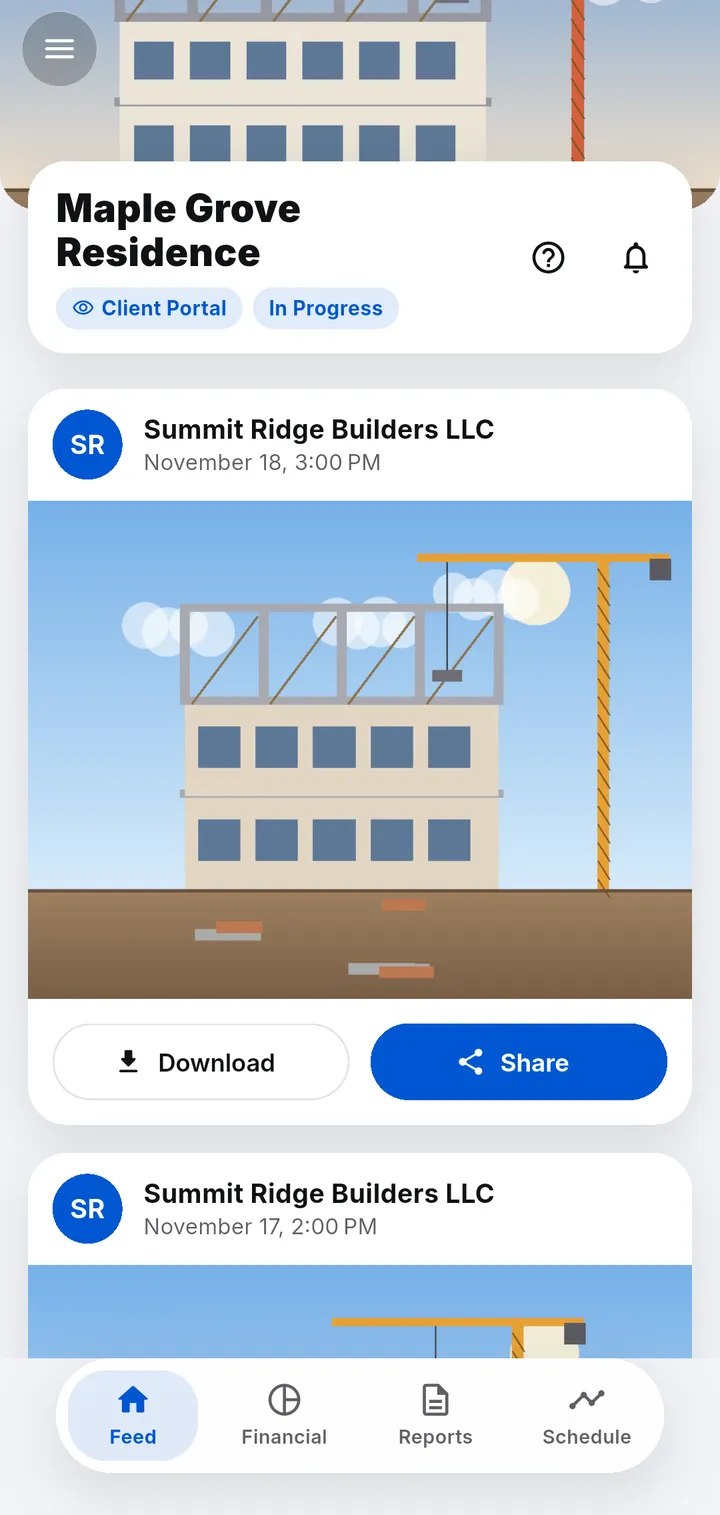 Maple Grove
Residence
Client Portal
In Progress
SR
Summit Ridge Builders LLC
November 18, 3:00 PM
Download
Share
SR
Summit Ridge Builders LLC
November 17, 2:00 PM
Feed
Financial
Reports
Schedule